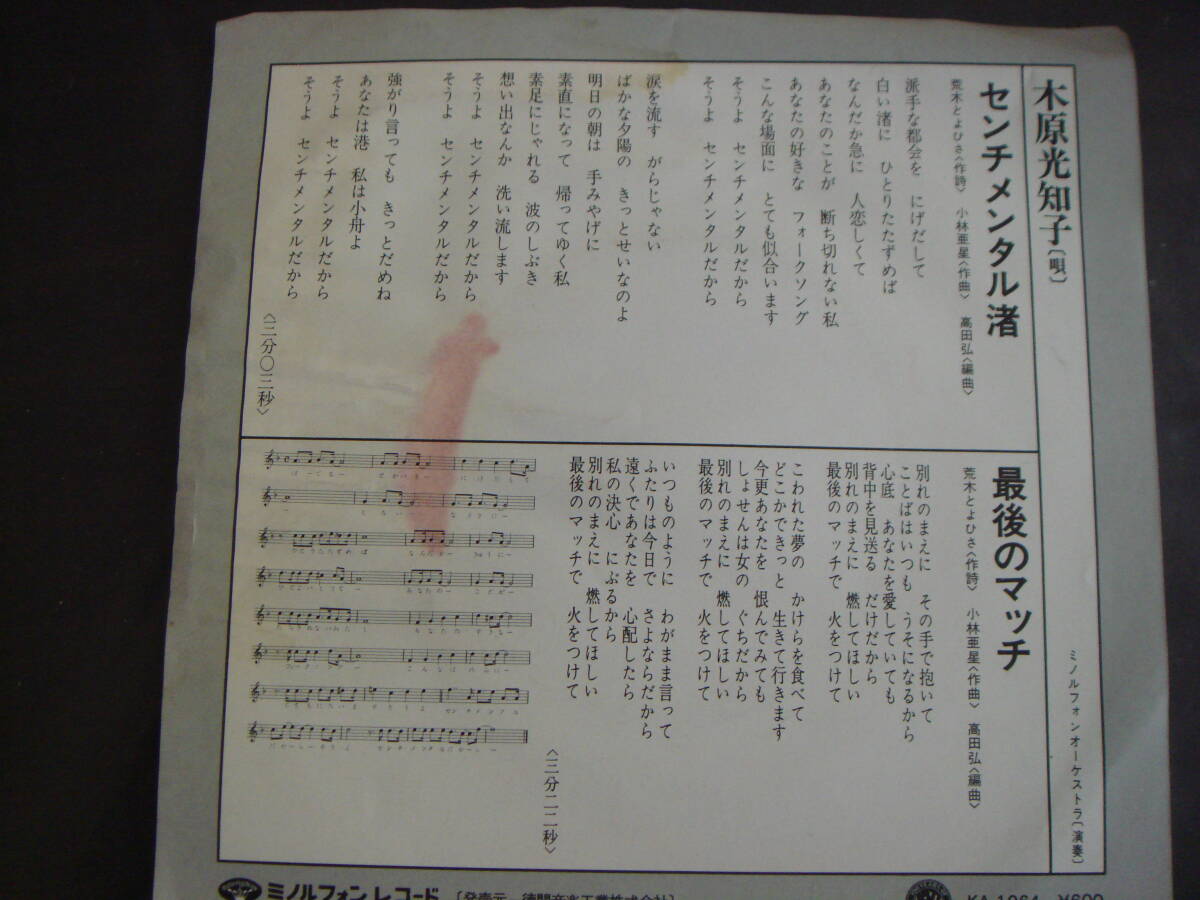 木原光知子〔唄〕
ミノルフォンオーケストラ〔演奏〕
センチメンタル渚
荒木とよひさ〈作詩〉 小林亜星〈作曲〉 高田弘〈編曲〉
派手な都会を にげだして
白い渚に ひとりたたずめば
なんだか急に 人恋しくて
あなたのことが 断ち切れない私
あなたの好きな フォークソング
こんな場面に とても似合います
そうよ センチメンタルだから
そうよ センチメンタルだから
涙を流す がらじゃない
ばかな夕陽の きっとせいなのよ
明日の朝は 手みやげに
素直になって 帰ってゆく私
素足にじゃれる 波のしぶき
想い出なんか 洗い流します
そうよ センチメンタルだから
そうよ センチメンタルだから
強がり言っても きっとだめね
あなたは港 私は小舟よ
そうよ センチメンタルだから
そうよ センチメンタルだから
〈三分〇三秒〉
最後のマッチ
荒木とよひさ〈作詩〉 小林亜星〈作曲〉 高田弘〈編曲〉
別れのまえに その手で抱いて
ことばはいつも うそになるから
心底 あなたを愛していても
背中を見送る だけだから
別れのまえに 燃してほしい
最後のマッチで 火をつけて
こわれた夢の かけらを食べて
どこかできっと 生きて行きます
今更あなたを 恨んでみても
しょせんは女の ぐちだから
別れのまえに 燃してほしい
最後のマッチで 火をつけて
いつものように わがまま言って
ふたりは今日で さよならだから
遠くであなたを 心配したら
私の決心 にぶるから
別れのまえに 燃してほしい
最後のマッチで 火をつけて
〈三分二二秒〉
ミノルフォンレコード 〔発売元 徳間音楽工業株式会社〕
KA-1064 ¥600